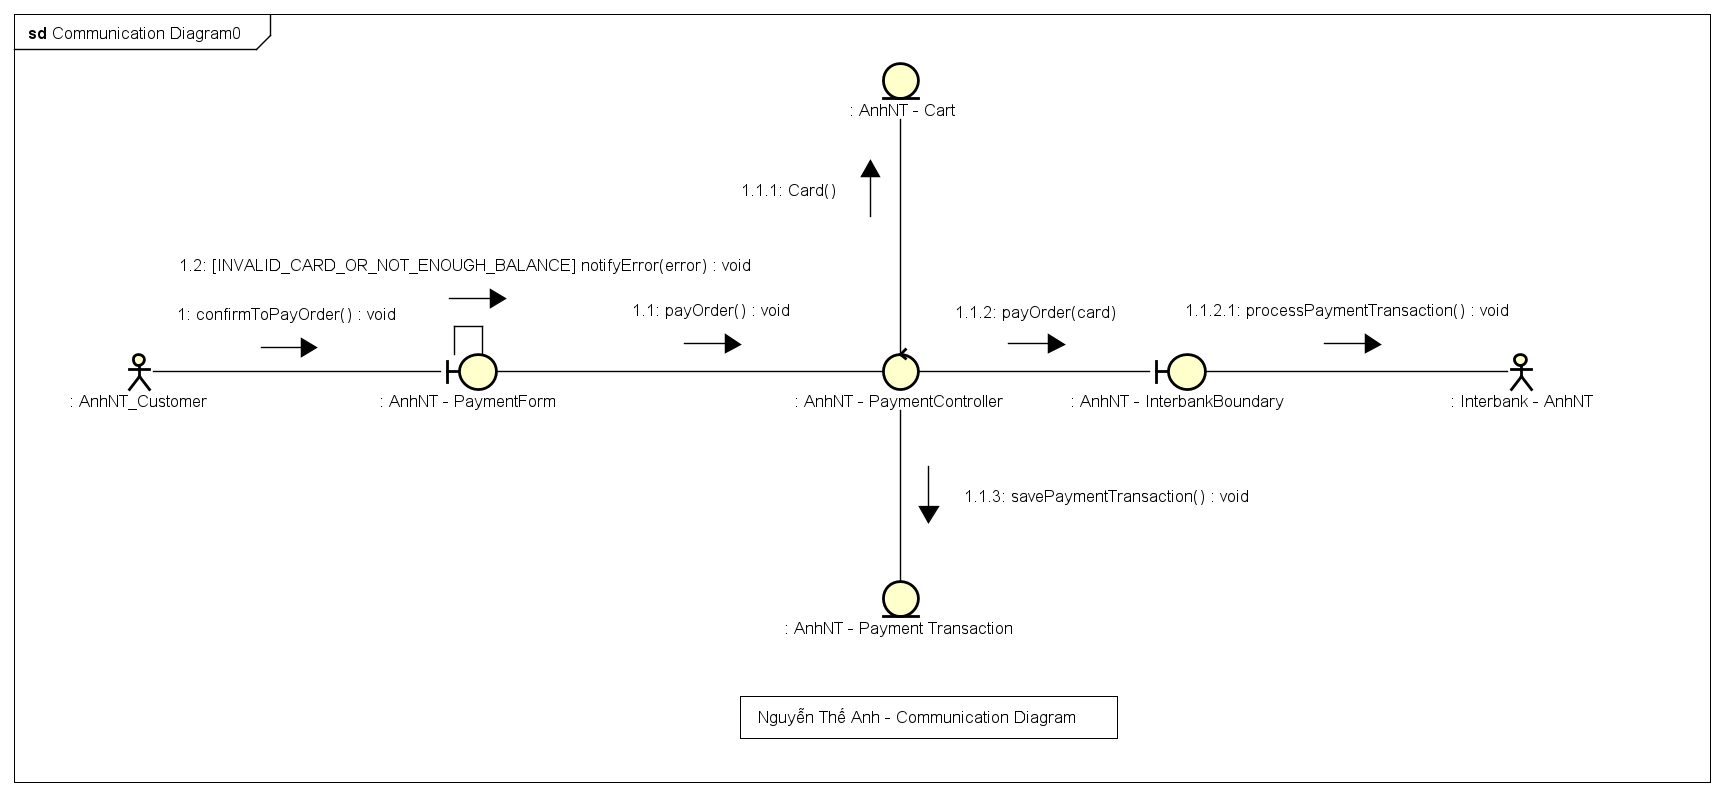 sd Communication Diagram0
: AnhNT - Cart
1.1.1: Card()
1.2: [INVALID_CARD_OR_NOT_ENOUGH_BALANCE] notifyError(error) : void
1: confirmToPayOrder() : void
1.1: payOrder() : void
1.1.2: payOrder(card)
1.1.2.1: processPaymentTransaction() : void
: AnhNT_Customer
: AnhNT - PaymentForm
: AnhNT - PaymentController
: AnhNT - InterbankBoundary
: Interbank - AnhNT
1.1.3: savePaymentTransaction() : void
: AnhNT - Payment Transaction
Nguyễn Thế Anh - Communication Diagram